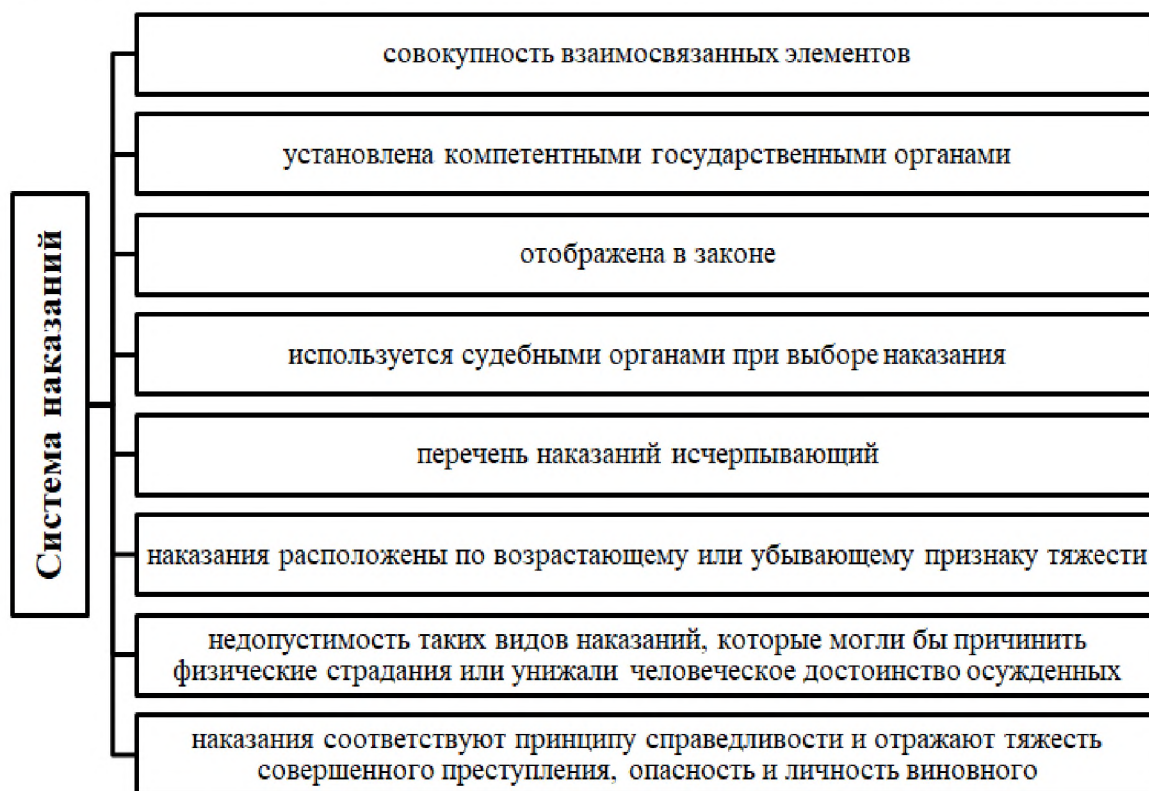 Система наказаний
совокупность взаимосвязанных элементов
установлена компетентными государственными органами
отображена в законе
используется судебными органами при выборе наказания
перечень наказаний исчерпывающий
наказания расположены по возрастающему или убывающему признаку тяжести
недопустимость таких видов наказаний, которые могли бы причинить
физические страдания или унижали человеческое достоинство осужденных
наказания соответствуют принципу справедливости и отражают тяжесть
совершенного преступления, опасность и личность виновного